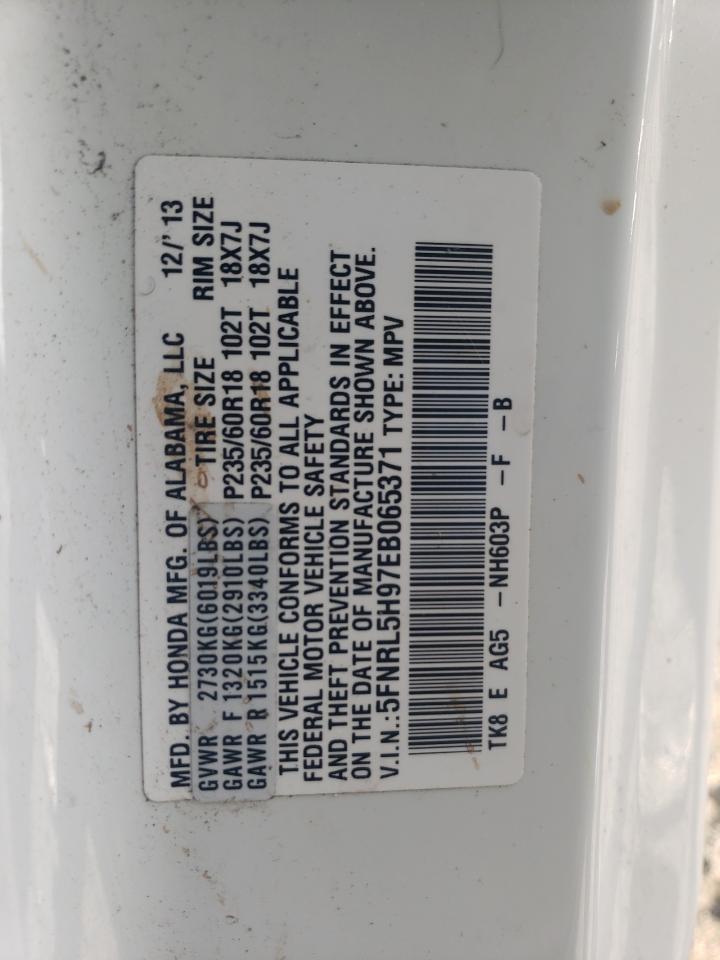 MFD. BY HONDA MFG. OF ALABAMA, LLC 12/'13
GVWR 2730KG(6019LBS) TIRE SIZE RIM SIZE
GAWR F 1320KG(2910LBS) P235/60R18 102T 18X7J
GAWR R 1515KG(3340LBS) P235/60R18 102T 18X7J
THIS VEHICLE CONFORMS TO ALL APPLICABLE
FEDERAL MOTOR VEHICLE SAFETY
AND THEFT PREVENTION STANDARDS IN EFFECT
ON THE DATE OF MANUFACTURE SHOWN ABOVE.
V.I.N.:5FNRL5H97EB065371 TYPE: MPV
TK8 E AG5 -NH603P -F -B